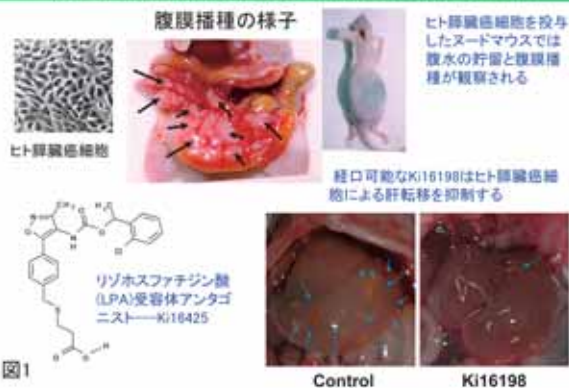 腹膜播種の様子
ヒト膵臓癌細胞を投与
したヌードマウスでは
腹水の貯留と腹膜播
種が観察される
ヒト膵臓癌細胞
経口可能なKi16198はヒト膵臓癌細
胞による肝転移を抑制する
リゾホスファチジン酸
(LPA)受容体アンタゴ
ニスト──Ki16425
図1
Control
Ki16198